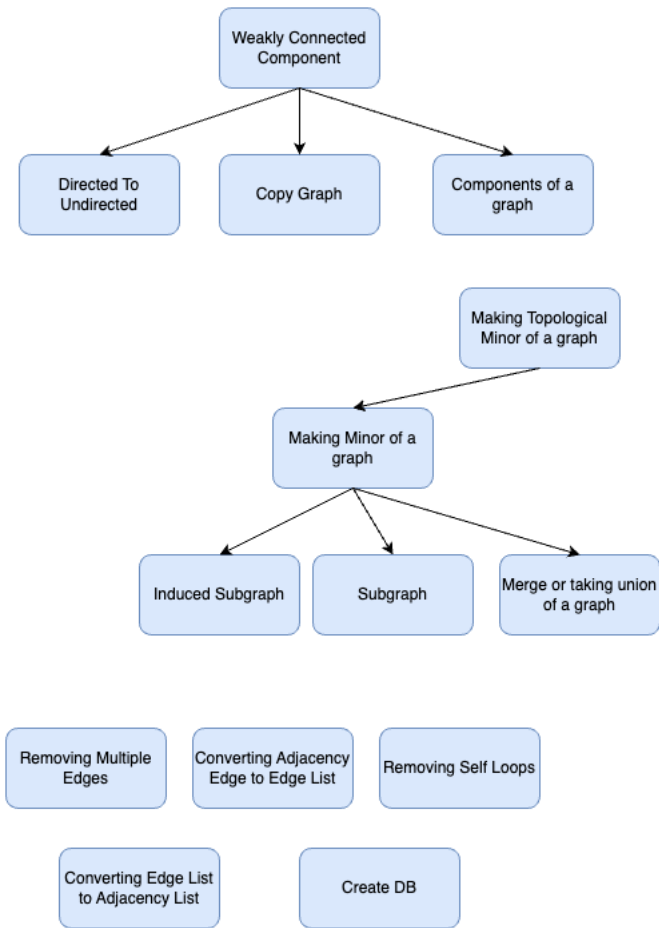 Weakly Connected
Component
Directed To
Undirected
Copy Graph
Components of a
graph
Making Topological
Minor of a graph
Making Minor of a
graph
Induced Subgraph
Subgraph
Merge or taking union
of a graph
Removing Multiple
Edges
Converting Adjacency
Edge to Edge List
Removing Self Loops
Converting Edge List
to Adjacency List
Create DB